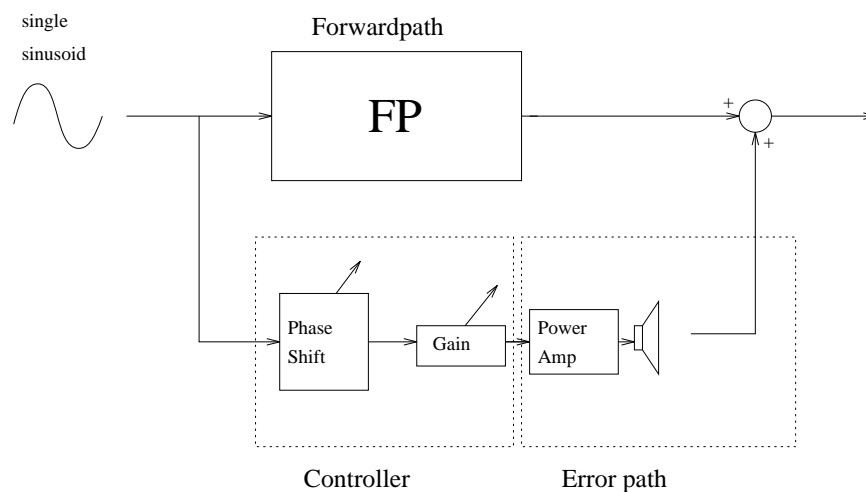 single
sinusoid
Forwardpath
FP
+
+
Phase
Shift
Gain
Power
Amp
Controller
Error path